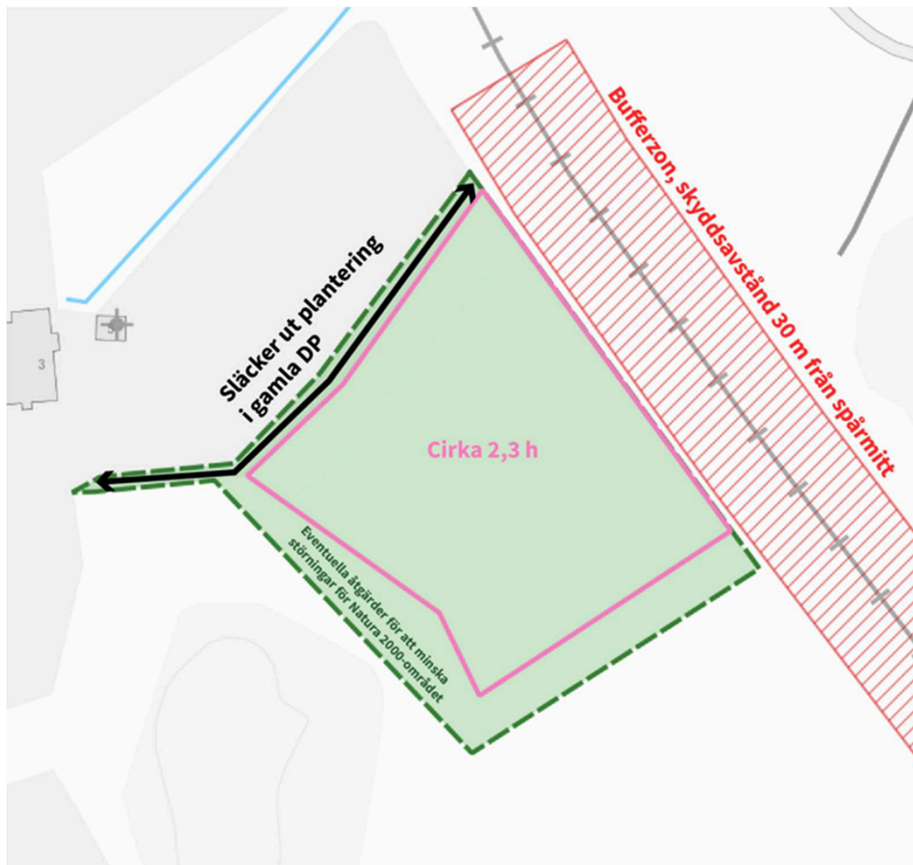 Bufferzon, skyddsavstånd 30 m från spårmitt
Släcker ut plantering
i gamla DP
3
Cirka 2,3 h
Eventuella åtgärder för att minska
störningar för Natura 2000-området